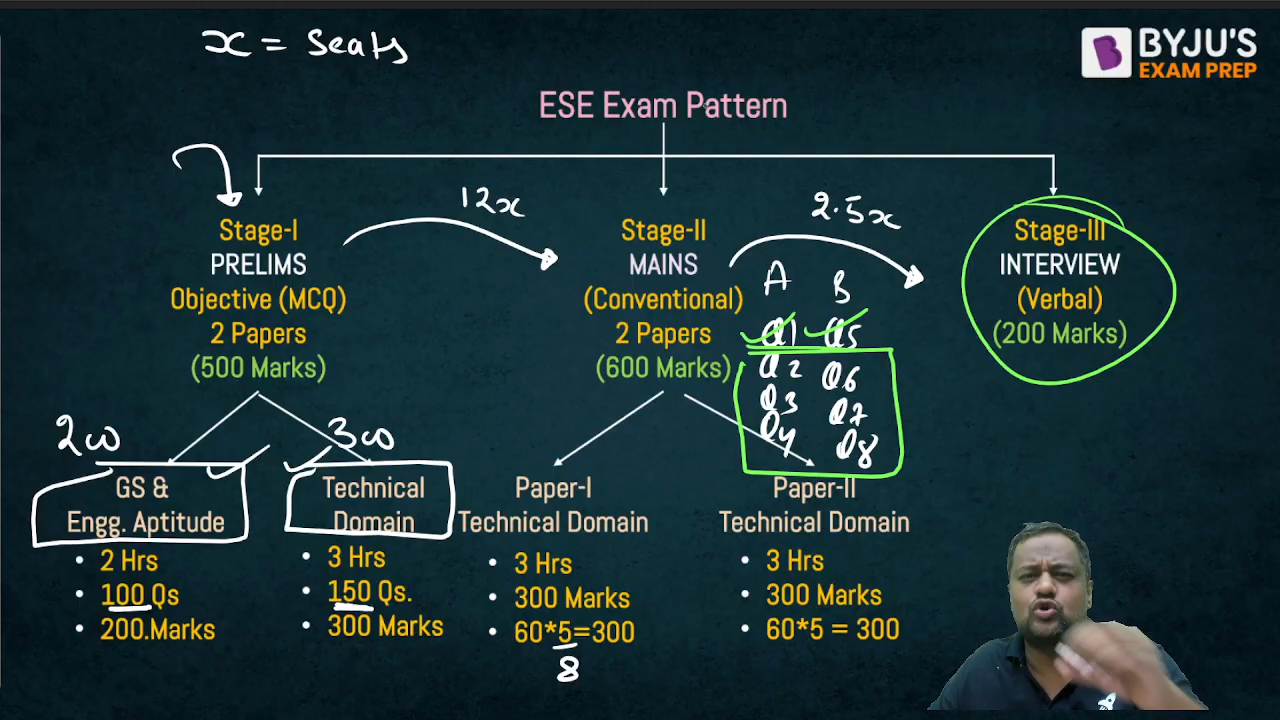 x = Seats
BYJU'S
EXAM PREP
ESE Exam Pattern
12x
2.5x
Stage-I
PRELIMS
Objective (MCQ)
2 Papers
(500 Marks)
Stage-II
MAINS
(Conventional)
2 Papers
(600 Marks)
A B
Q1 Q5
Q2 Q6
Q3 Q7
Q4 Q8
Stage-III
INTERVIEW
(Verbal)
(200 Marks)
200
GS &
Engg. Aptitude
• 2 Hrs
• 100 Qs
• 200.Marks
300
Technical
Domain
• 3 Hrs
• 150 Qs.
• 300 Marks
Paper-I
Technical Domain
• 3 Hrs
• 300 Marks
• 60*5=300
8
Paper-II
Technical Domain
• 3 Hrs
• 300 Marks
• 60*5 = 300